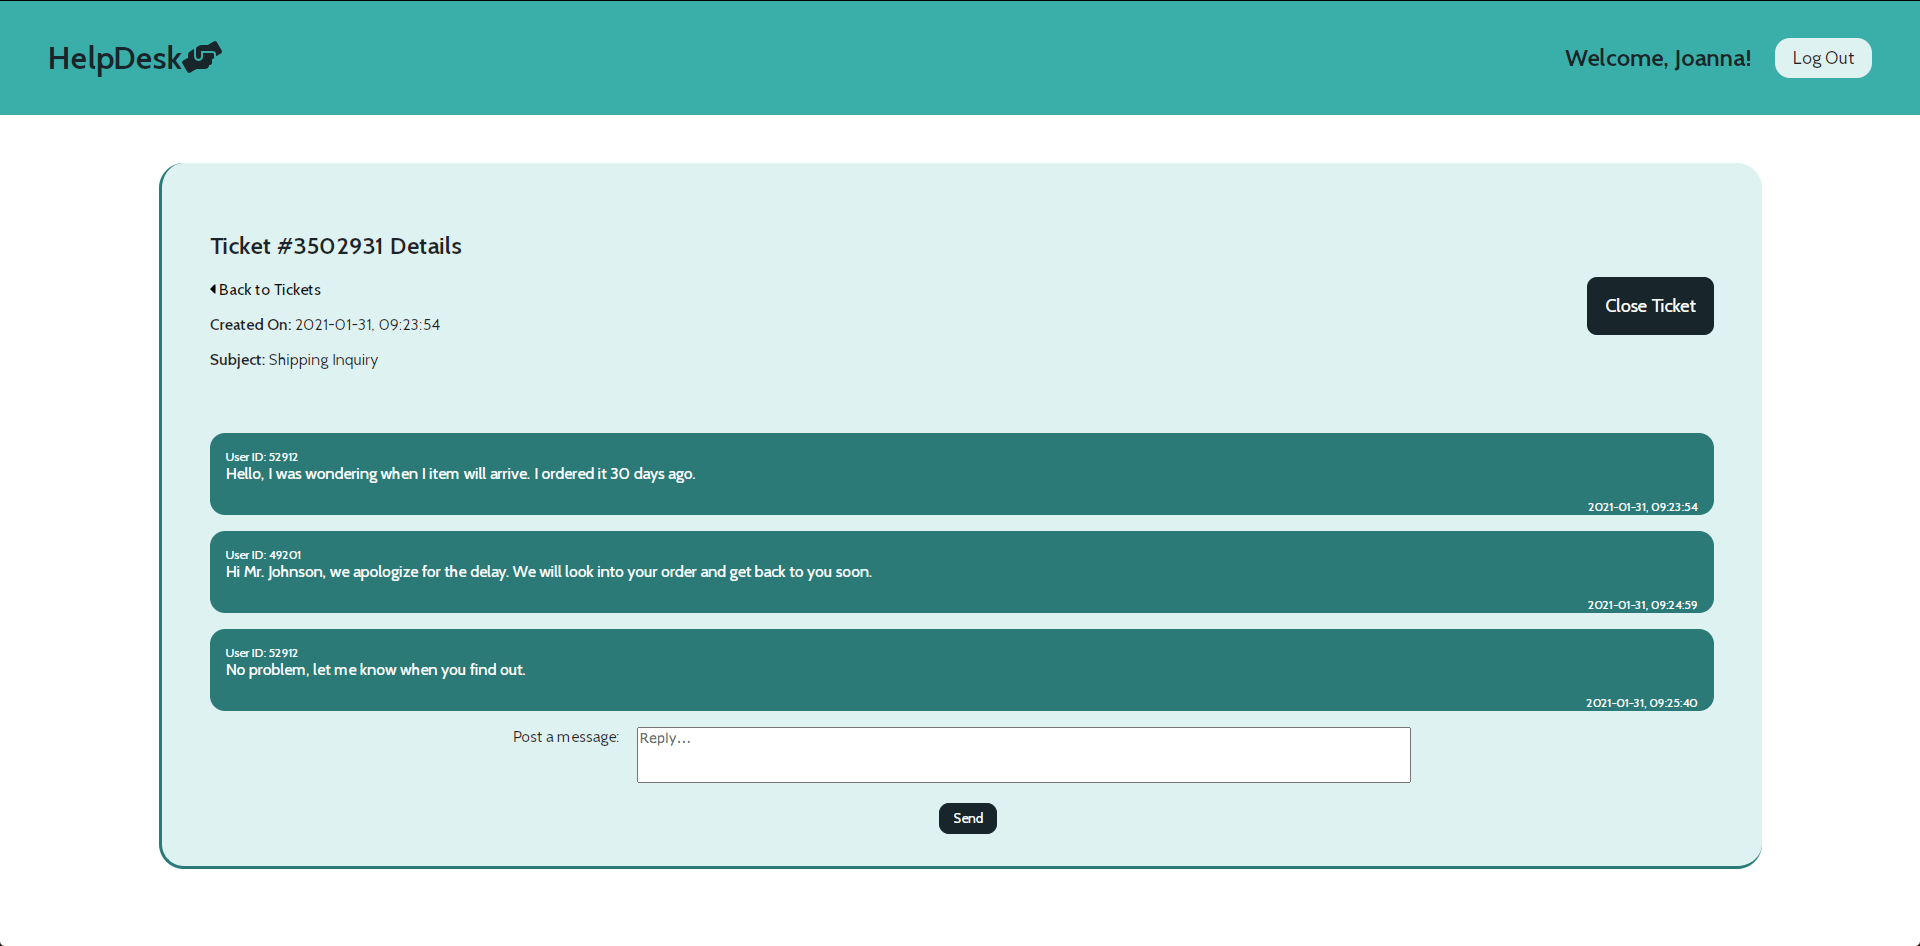 HelpDesk
Welcome, Joanna!
Log Out
Ticket #3502931 Details
Back to Tickets
Close Ticket
Created On: 2021-01-31, 09:23:54
Subject: Shipping Inquiry
User ID: 52912
Hello, I was wondering when I item will arrive. I ordered it 30 days ago.
2021-01-31, 09:23:54
User ID: 49201
Hi Mr. Johnson, we apologize for the delay. We will look into your order and get back to you soon.
2021-01-31, 09:24:59
User ID: 52912
No problem, let me know when you find out.
2021-01-31, 09:25:40
Post a message:
Reply...
Send